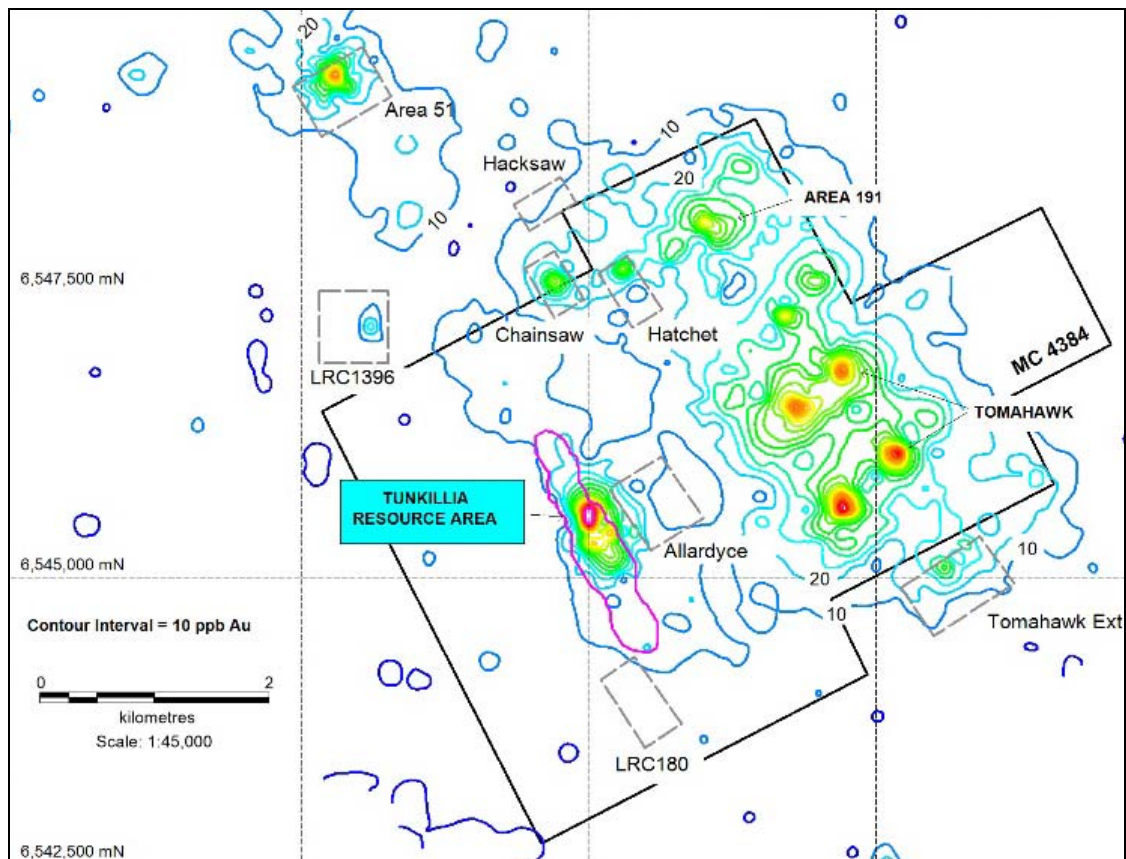 20
Area 51
10
10
Hacksaw
20
AREA 191
6,547,500 mN
Chainsaw
Hatchet
MC 4384
LRC1396
TOMAHAWK
TUNKILLIA
RESOURCE AREA
Allardyce
6,545,000 mN
20
10
10
Tomahawk Ext
Contour Interval = 10 ppb Au
0 2
kilometres
Scale: 1:45,000
LRC180
6,542,500 mN